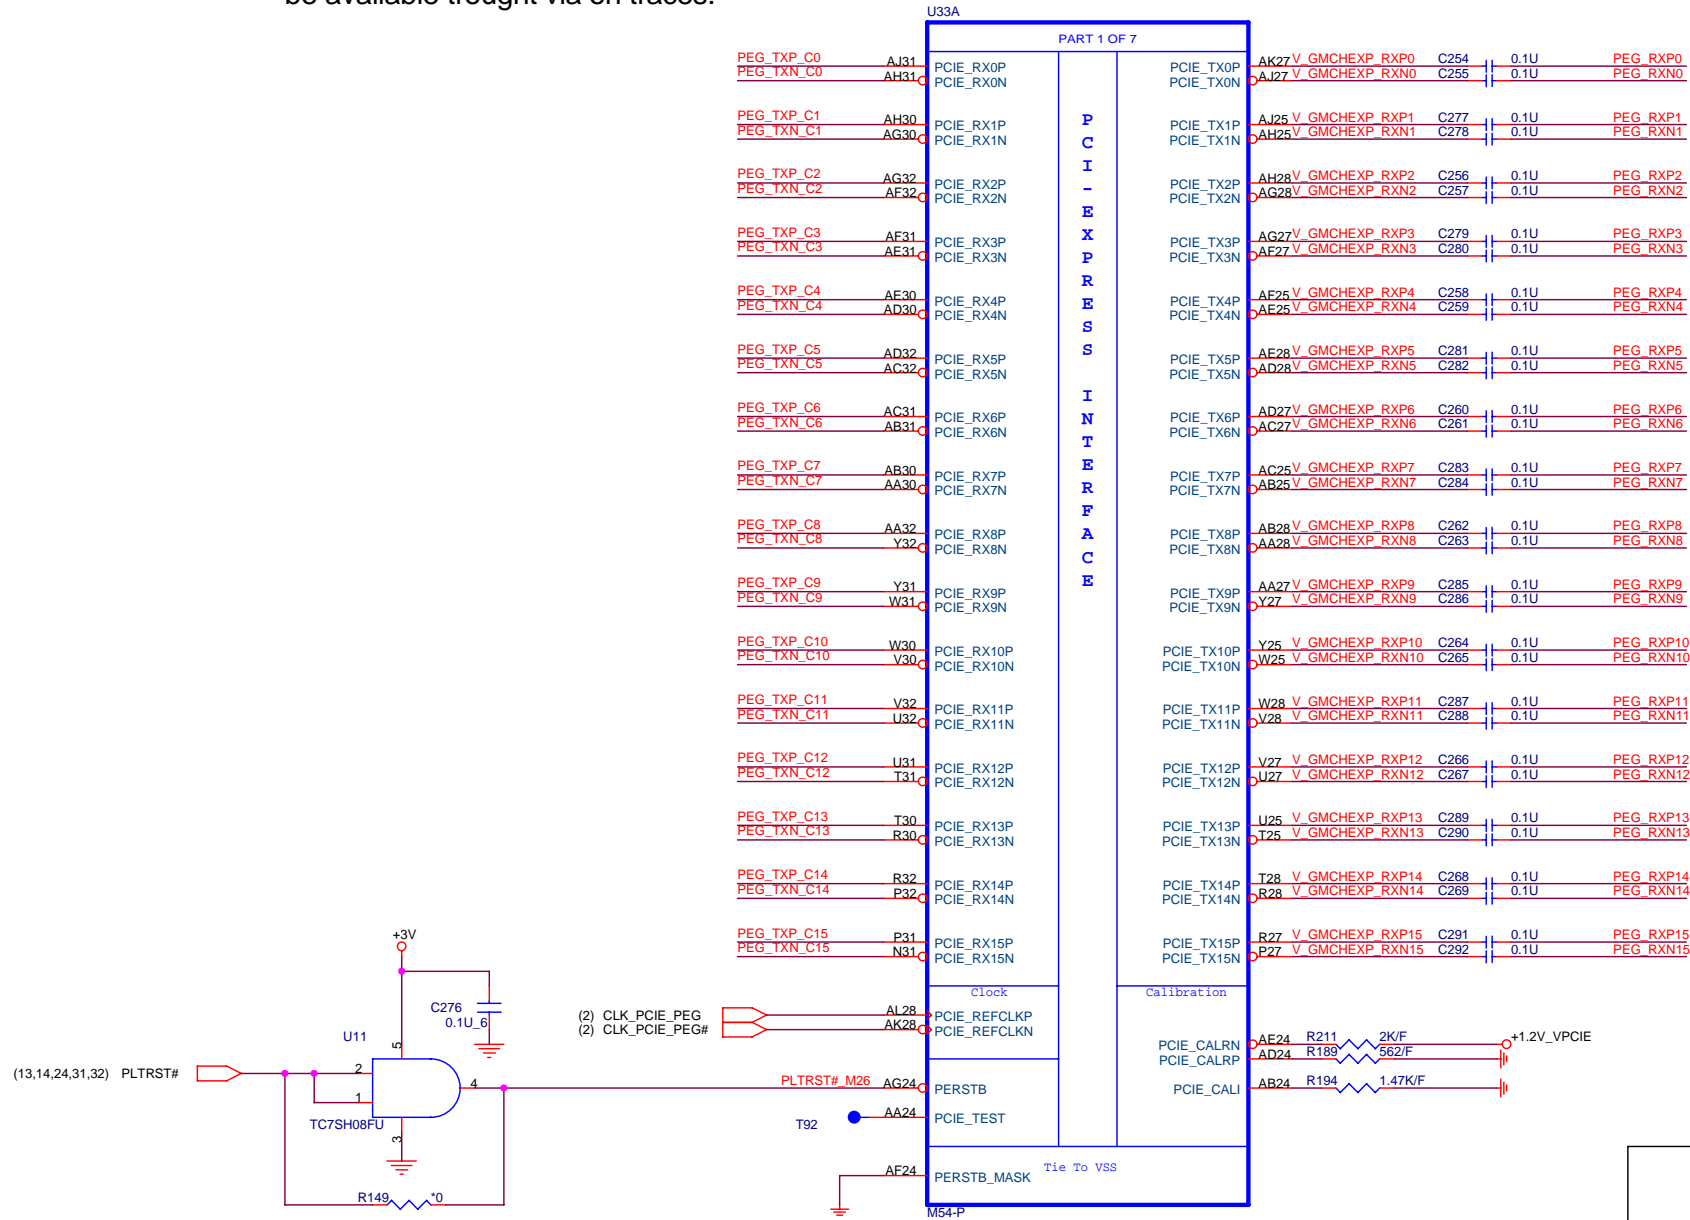 be available trought via on traces.
U33A
PART 1 OF 7
PEG_TXP_C0 AJ31 PCIE_RX0P PCIE_TX0P AK27 V_GMCHEXP_RXP0 C254 0.1U PEG_RXP0
PEG_TXN_C0 AH31 PCIE_RX0N PCIE_TX0N AJ27 V_GMCHEXP_RXN0 C255 0.1U PEG_RXN0
PEG_TXP_C1 AH30 PCIE_RX1P PCIE_TX1P AJ25 V_GMCHEXP_RXP1 C277 0.1U PEG_RXP1
PEG_TXN_C1 AG30 PCIE_RX1N PCIE_TX1N AH25 V_GMCHEXP_RXN1 C278 0.1U PEG_RXN1
PEG_TXP_C2 AG32 PCIE_RX2P PCIE_TX2P AH28 V_GMCHEXP_RXP2 C256 0.1U PEG_RXP2
PEG_TXN_C2 AF32 PCIE_RX2N PCIE_TX2N AG28 V_GMCHEXP_RXN2 C257 0.1U PEG_RXN2
PEG_TXP_C3 AF31 PCIE_RX3P PCIE_TX3P AG27 V_GMCHEXP_RXP3 C279 0.1U PEG_RXP3
PEG_TXN_C3 AE31 PCIE_RX3N PCIE_TX3N AF27 V_GMCHEXP_RXN3 C280 0.1U PEG_RXN3
PEG_TXP_C4 AE30 PCIE_RX4P PCIE_TX4P AF25 V_GMCHEXP_RXP4 C258 0.1U PEG_RXP4
PEG_TXN_C4 AD30 PCIE_RX4N PCIE_TX4N AE25 V_GMCHEXP_RXN4 C259 0.1U PEG_RXN4
PEG_TXP_C5 AD32 PCIE_RX5P PCIE_TX5P AE28 V_GMCHEXP_RXP5 C281 0.1U PEG_RXP5
PEG_TXN_C5 AC32 PCIE_RX5N PCIE_TX5N AD28 V_GMCHEXP_RXN5 C282 0.1U PEG_RXN5
PEG_TXP_C6 AC31 PCIE_RX6P PCIE_TX6P AD27 V_GMCHEXP_RXP6 C260 0.1U PEG_RXP6
PEG_TXN_C6 AB31 PCIE_RX6N PCIE_TX6N AC27 V_GMCHEXP_RXN6 C261 0.1U PEG_RXN6
PEG_TXP_C7 AB30 PCIE_RX7P PCIE_TX7P AC25 V_GMCHEXP_RXP7 C283 0.1U PEG_RXP7
PEG_TXN_C7 AA30 PCIE_RX7N PCIE_TX7N AB25 V_GMCHEXP_RXN7 C284 0.1U PEG_RXN7
PEG_TXP_C8 AA32 PCIE_RX8P PCIE_TX8P AB28 V_GMCHEXP_RXP8 C262 0.1U PEG_RXP8
PEG_TXN_C8 Y32 PCIE_RX8N PCIE_TX8N AA28 V_GMCHEXP_RXN8 C263 0.1U PEG_RXN8
PEG_TXP_C9 Y31 PCIE_RX9P PCIE_TX9P AA27 V_GMCHEXP_RXP9 C285 0.1U PEG_RXP9
PEG_TXN_C9 W31 PCIE_RX9N PCIE_TX9N Y27 V_GMCHEXP_RXN9 C286 0.1U PEG_RXN9
PEG_TXP_C10 W30 PCIE_RX10P PCIE_TX10P Y25 V_GMCHEXP_RXP10 C264 0.1U PEG_RXP10
PEG_TXN_C10 V30 PCIE_RX10N PCIE_TX10N W25 V_GMCHEXP_RXN10 C265 0.1U PEG_RXN10
PEG_TXP_C11 V32 PCIE_RX11P PCIE_TX11P W28 V_GMCHEXP_RXP11 C287 0.1U PEG_RXP11
PEG_TXN_C11 U32 PCIE_RX11N PCIE_TX11N V28 V_GMCHEXP_RXN11 C288 0.1U PEG_RXN11
PEG_TXP_C12 U31 PCIE_RX12P PCIE_TX12P V27 V_GMCHEXP_RXP12 C266 0.1U PEG_RXP12
PEG_TXN_C12 T31 PCIE_RX12N PCIE_TX12N U27 V_GMCHEXP_RXN12 C267 0.1U PEG_RXN12
PEG_TXP_C13 T30 PCIE_RX13P PCIE_TX13P U25 V_GMCHEXP_RXP13 C289 0.1U PEG_RXP13
PEG_TXN_C13 R30 PCIE_RX13N PCIE_TX13N T25 V_GMCHEXP_RXN13 C290 0.1U PEG_RXN13
PEG_TXP_C14 R32 PCIE_RX14P PCIE_TX14P T28 V_GMCHEXP_RXP14 C268 0.1U PEG_RXP14
PEG_TXN_C14 P32 PCIE_RX14N PCIE_TX14N R28 V_GMCHEXP_RXN14 C269 0.1U PEG_RXN14
PEG_TXP_C15 P31 PCIE_RX15P PCIE_TX15P R27 V_GMCHEXP_RXP15 C291 0.1U PEG_RXP15
PEG_TXN_C15 N31 PCIE_RX15N PCIE_TX15N P27 V_GMCHEXP_RXN15 C292 0.1U PEG_RXN15
PCI-EXPRESS INTERFACE
Clock Calibration
(2) CLK_PCIE_PEG AL28 PCIE_REFCLKP
(2) CLK_PCIE_PEG# AK28 PCIE_REFCLKN
PCIE_CALRN AE24 R211 2K/F +1.2V_VPCIE
PCIE_CALRP AD24 R189 562/F
PCIE_CALI AB24 R194 1.47K/F
+3V
C276
0.1U_6
U11
5
(13,14,24,31,32) PLTRST# 2
4 PLTRST#_M26 AG24 PERSTB
1
TC7SH08FU
3
T92 AA24 PCIE_TEST
Tie To VSS
AF24 PERSTB_MASK
R149 *0
M54-P